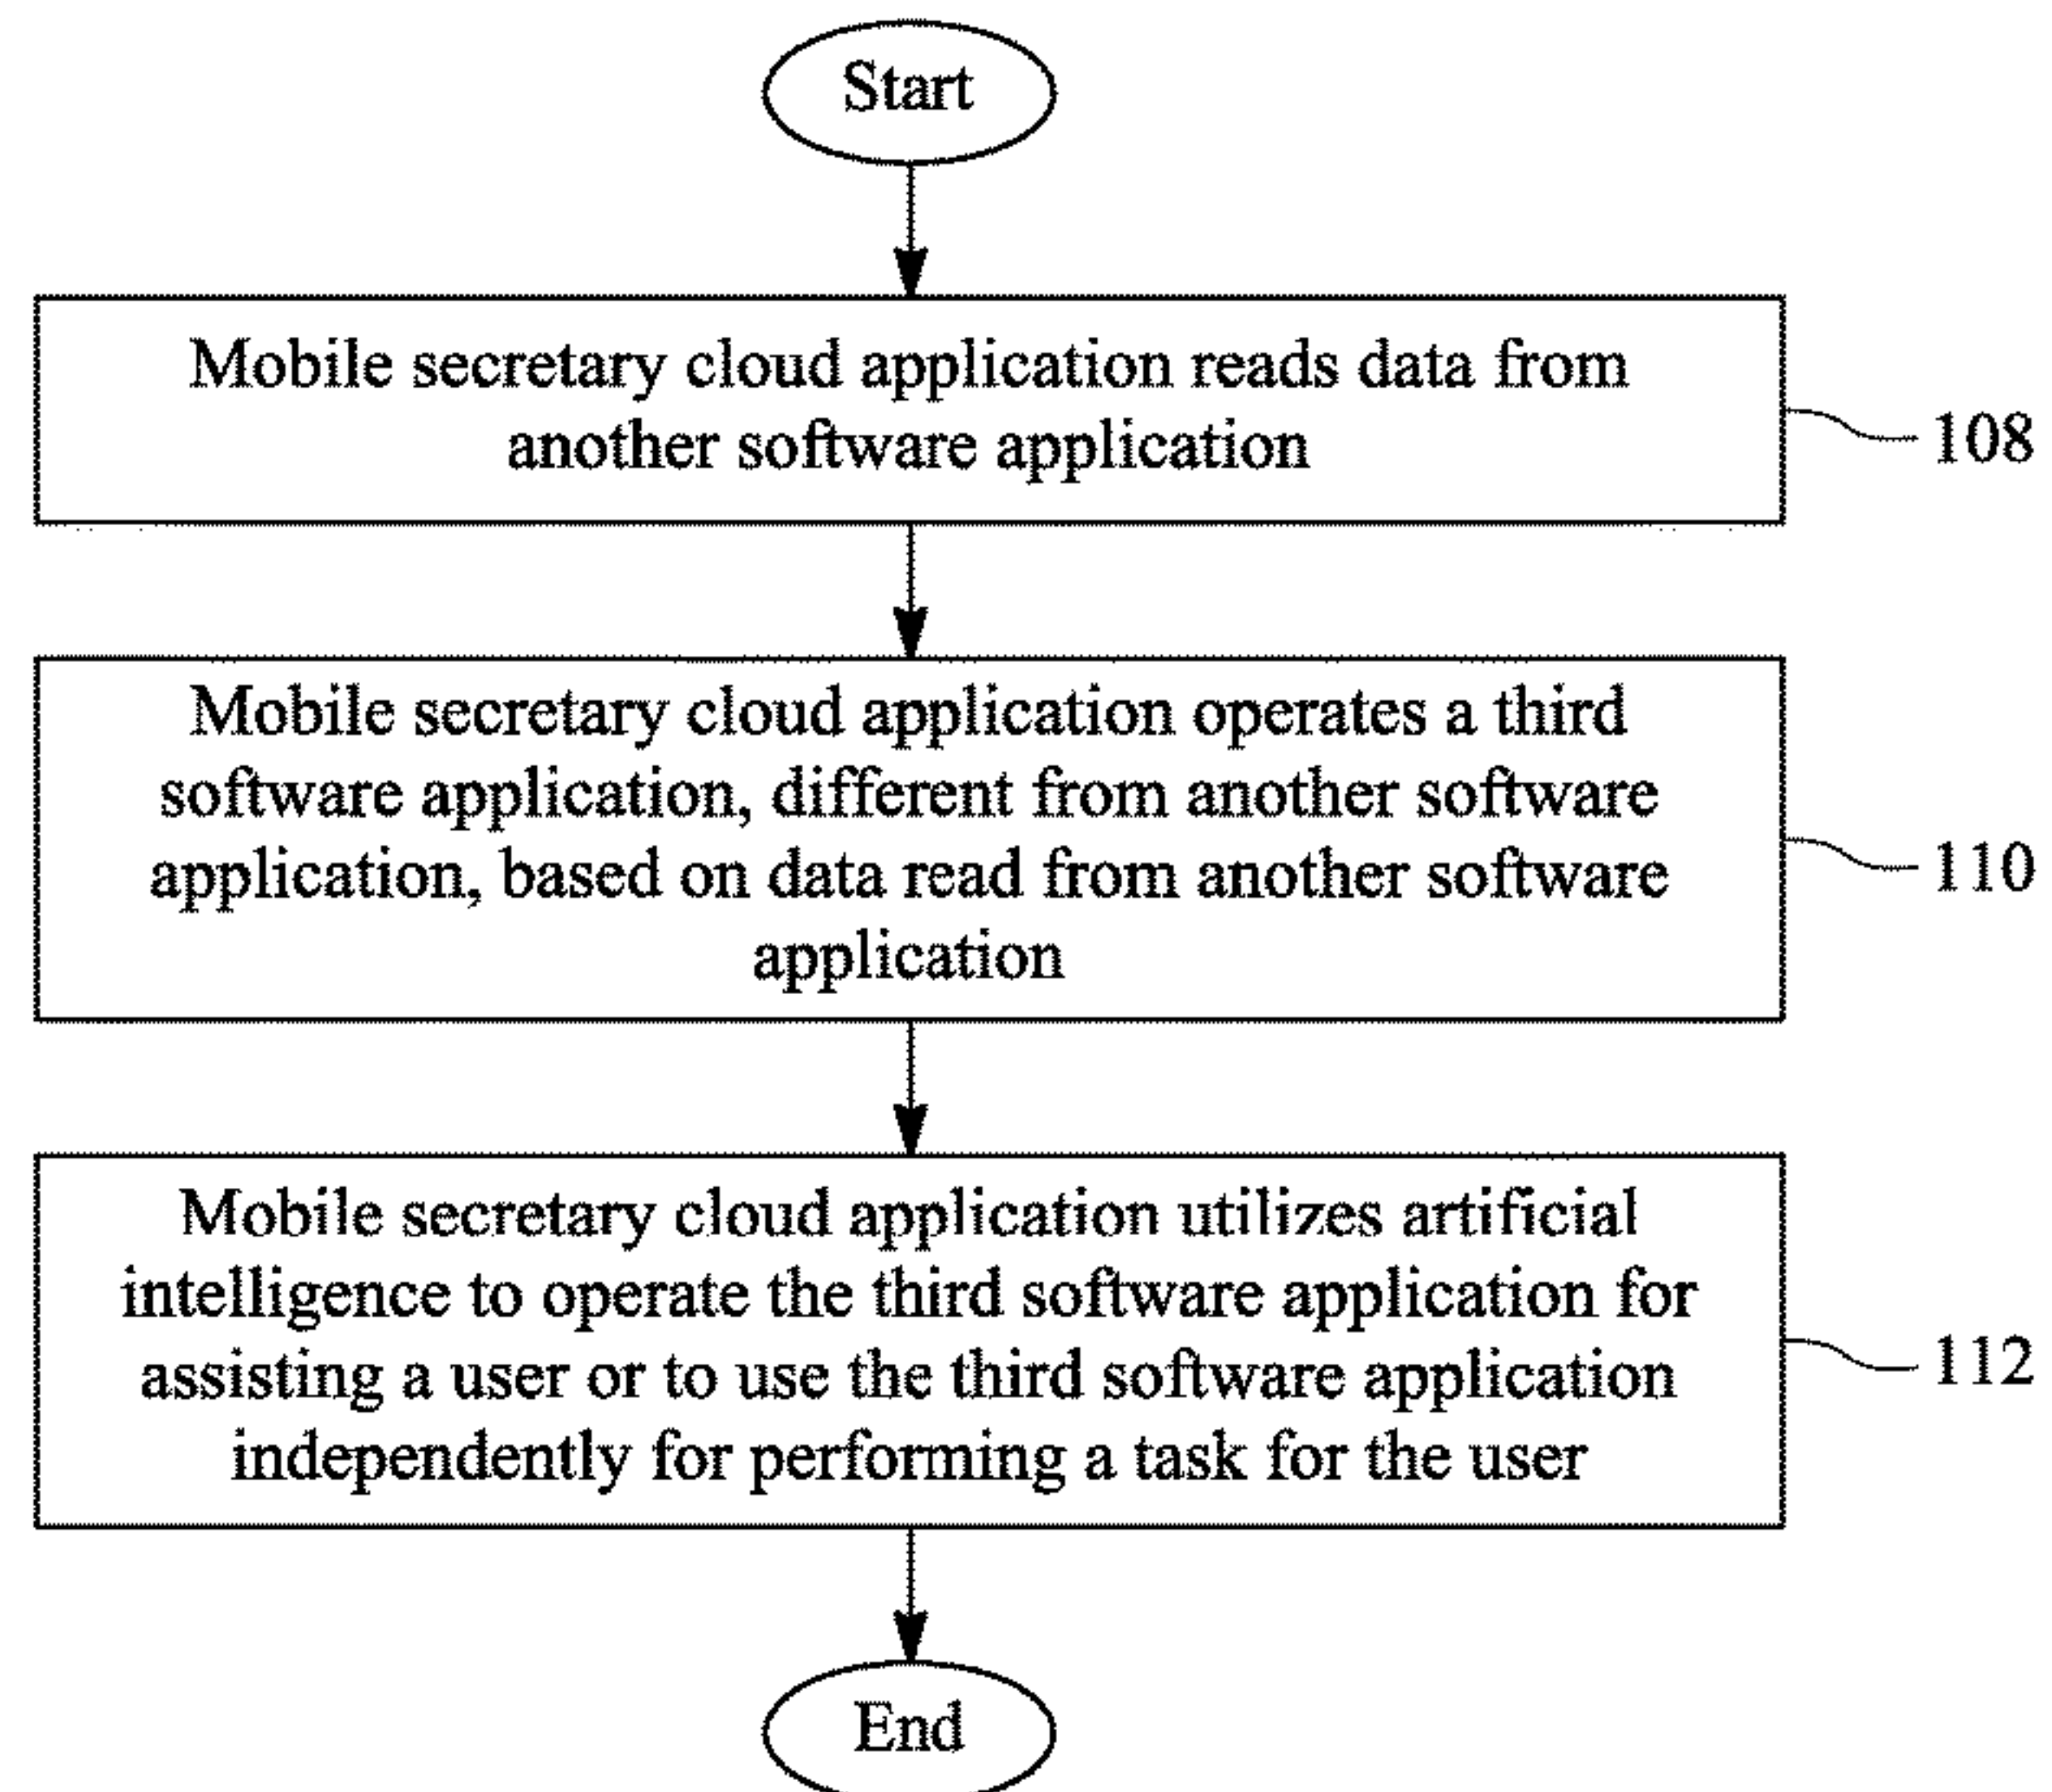 Start
Mobile secretary cloud application reads data from
another software application
108
Mobile secretary cloud application operates a third
software application, different from another software
application, based on data read from another software
application
110
Mobile secretary cloud application utilizes artificial
intelligence to operate the third software application for
assisting a user or to use the third software application
independently for performing a task for the user
112
End